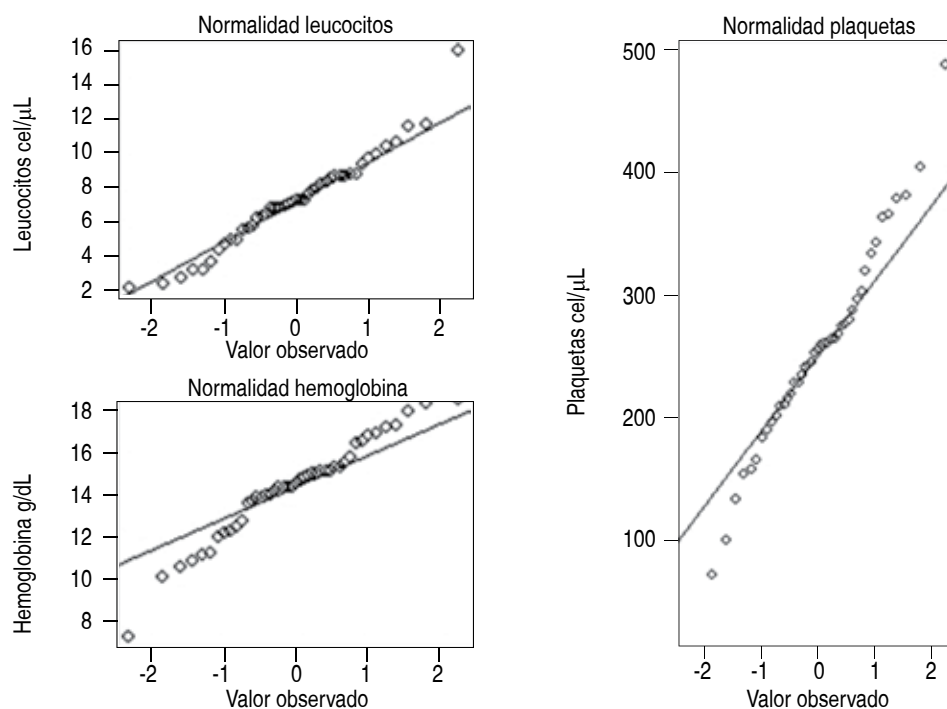 Normalidad leucocitos
Leucocitos cel/µL
16
14
12
10
8
6
4
2
-2 -1 0 1 2
Valor observado
Normalidad hemoglobina
Hemoglobina g/dL
18
16
14
12
10
8
-2 -1 0 1 2
Valor observado
Normalidad plaquetas
Plaquetas cel/µL
500
400
300
200
100
-2 -1 0 1 2
Valor observado